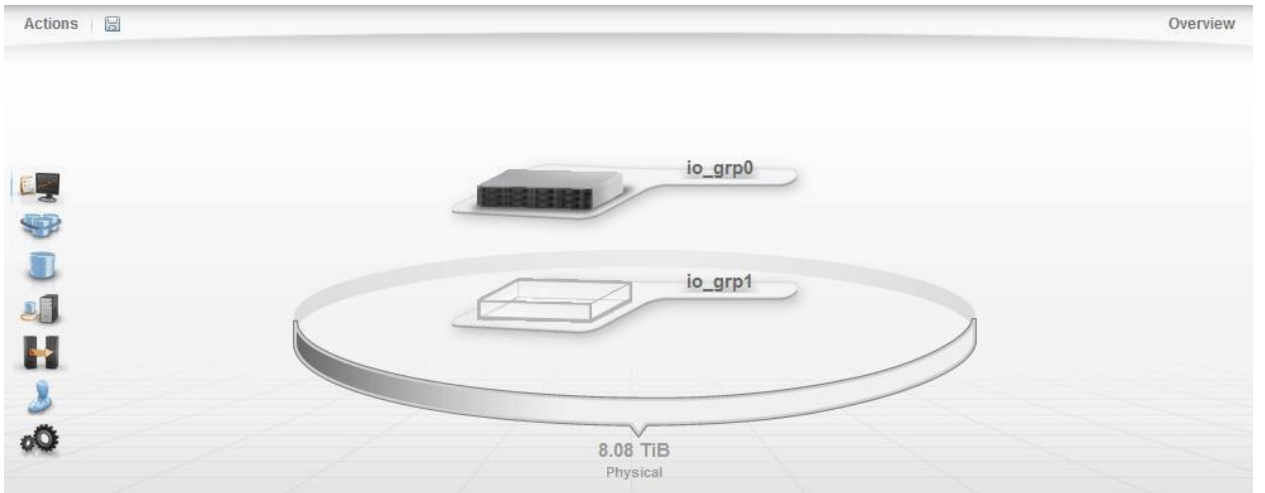 Actions
Overview
io_grp0
io_grp1
8.08 TiB
Physical